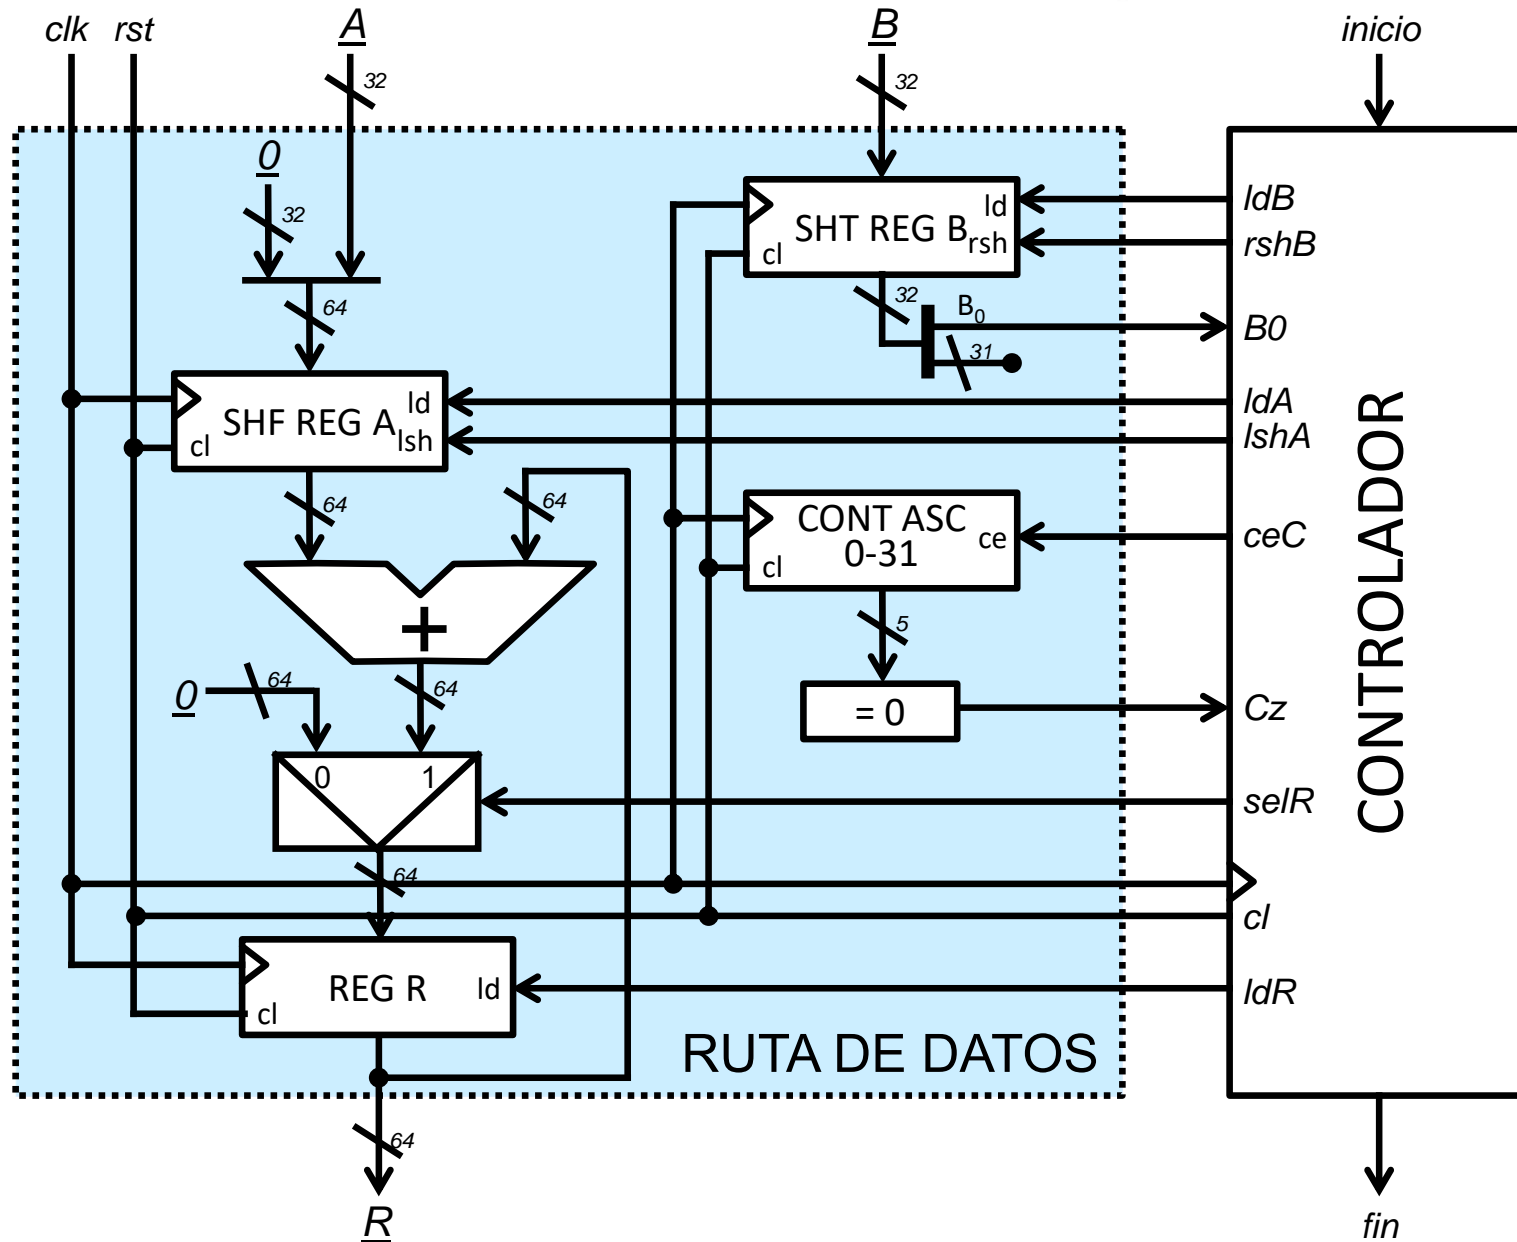 clk rst A B inicio
32 32
0
32
64
SHT REG B ld rsh cl
ldB
rshB
32
B0
B0
31
SHF REG A ld lsh cl
ldA
lshA
64 64
CONT ASC
0-31
ce cl
ceC
+
5
0 64
64
= 0
Cz
0 1
selR
64
cl
REG R ld cl
ldR
RUTA DE DATOS
CONTROLADOR
64
R
fin